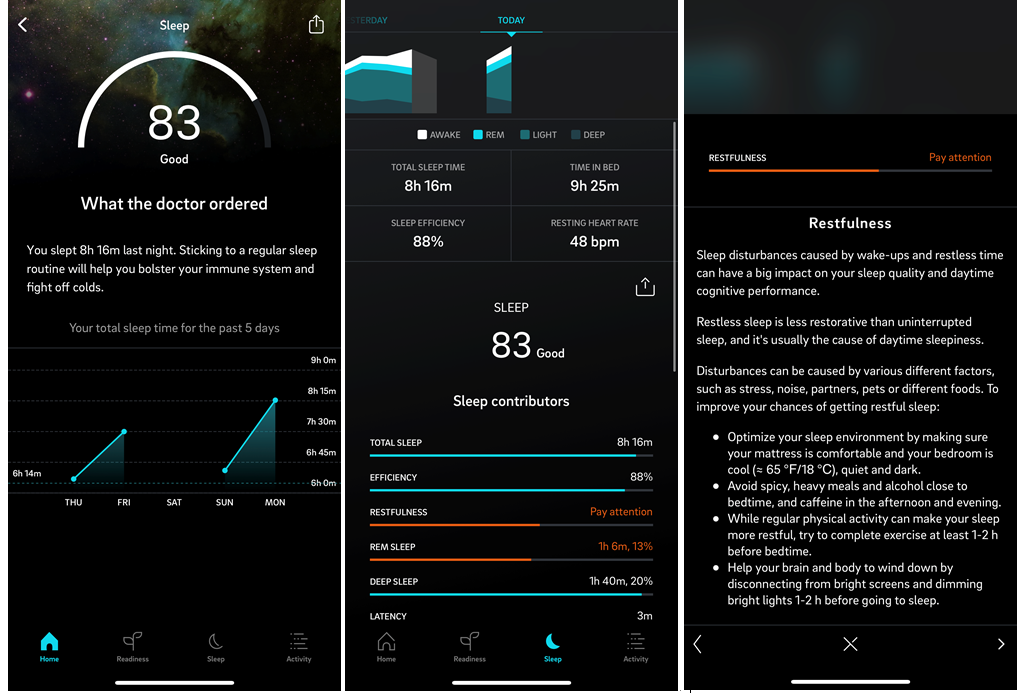 Sleep
83
Good
What the doctor ordered
You slept 8h 16m last night. Sticking to a regular sleep
routine will help you bolster your immune system and
fight off colds.
Your total sleep time for the past 5 days
9h 0m
8h 15m
7h 30m
6h 45m
6h 14m
6h 0m
THU
FRI
SAT
SUN
MON
Home
Readiness
Sleep
Activity
STERDAY
TODAY
AWAKE
REM
LIGHT
DEEP
TOTAL SLEEP TIME
8h 16m
TIME IN BED
9h 25m
SLEEP EFFICIENCY
88%
RESTING HEART RATE
48 bpm
SLEEP
83 Good
Sleep contributors
TOTAL SLEEP 8h 16m
EFFICIENCY 88%
RESTFULNESS Pay attention
REM SLEEP 1h 6m, 13%
DEEP SLEEP 1h 40m, 20%
LATENCY 3m
Home
Readiness
Sleep
Activity
RESTFULNESS Pay attention
Restfulness
Sleep disturbances caused by wake-ups and restless time
can have a big impact on your sleep quality and daytime
cognitive performance.
Restless sleep is less restorative than uninterrupted
sleep, and it's usually the cause of daytime sleepiness.
Disturbances can be caused by various different factors,
such as stress, noise, partners, pets or different foods. To
improve your chances of getting restful sleep:
● Optimize your sleep environment by making sure
your mattress is comfortable and your bedroom is
cool (≈ 65 °F/18 °C), quiet and dark.
● Avoid spicy, heavy meals and alcohol close to
bedtime, and caffeine in the afternoon and evening.
● While regular physical activity can make your sleep
more restful, try to complete exercise at least 1-2 h
before bedtime.
● Help your brain and body to wind down by
disconnecting from bright screens and dimming
bright lights 1-2 h before going to sleep.